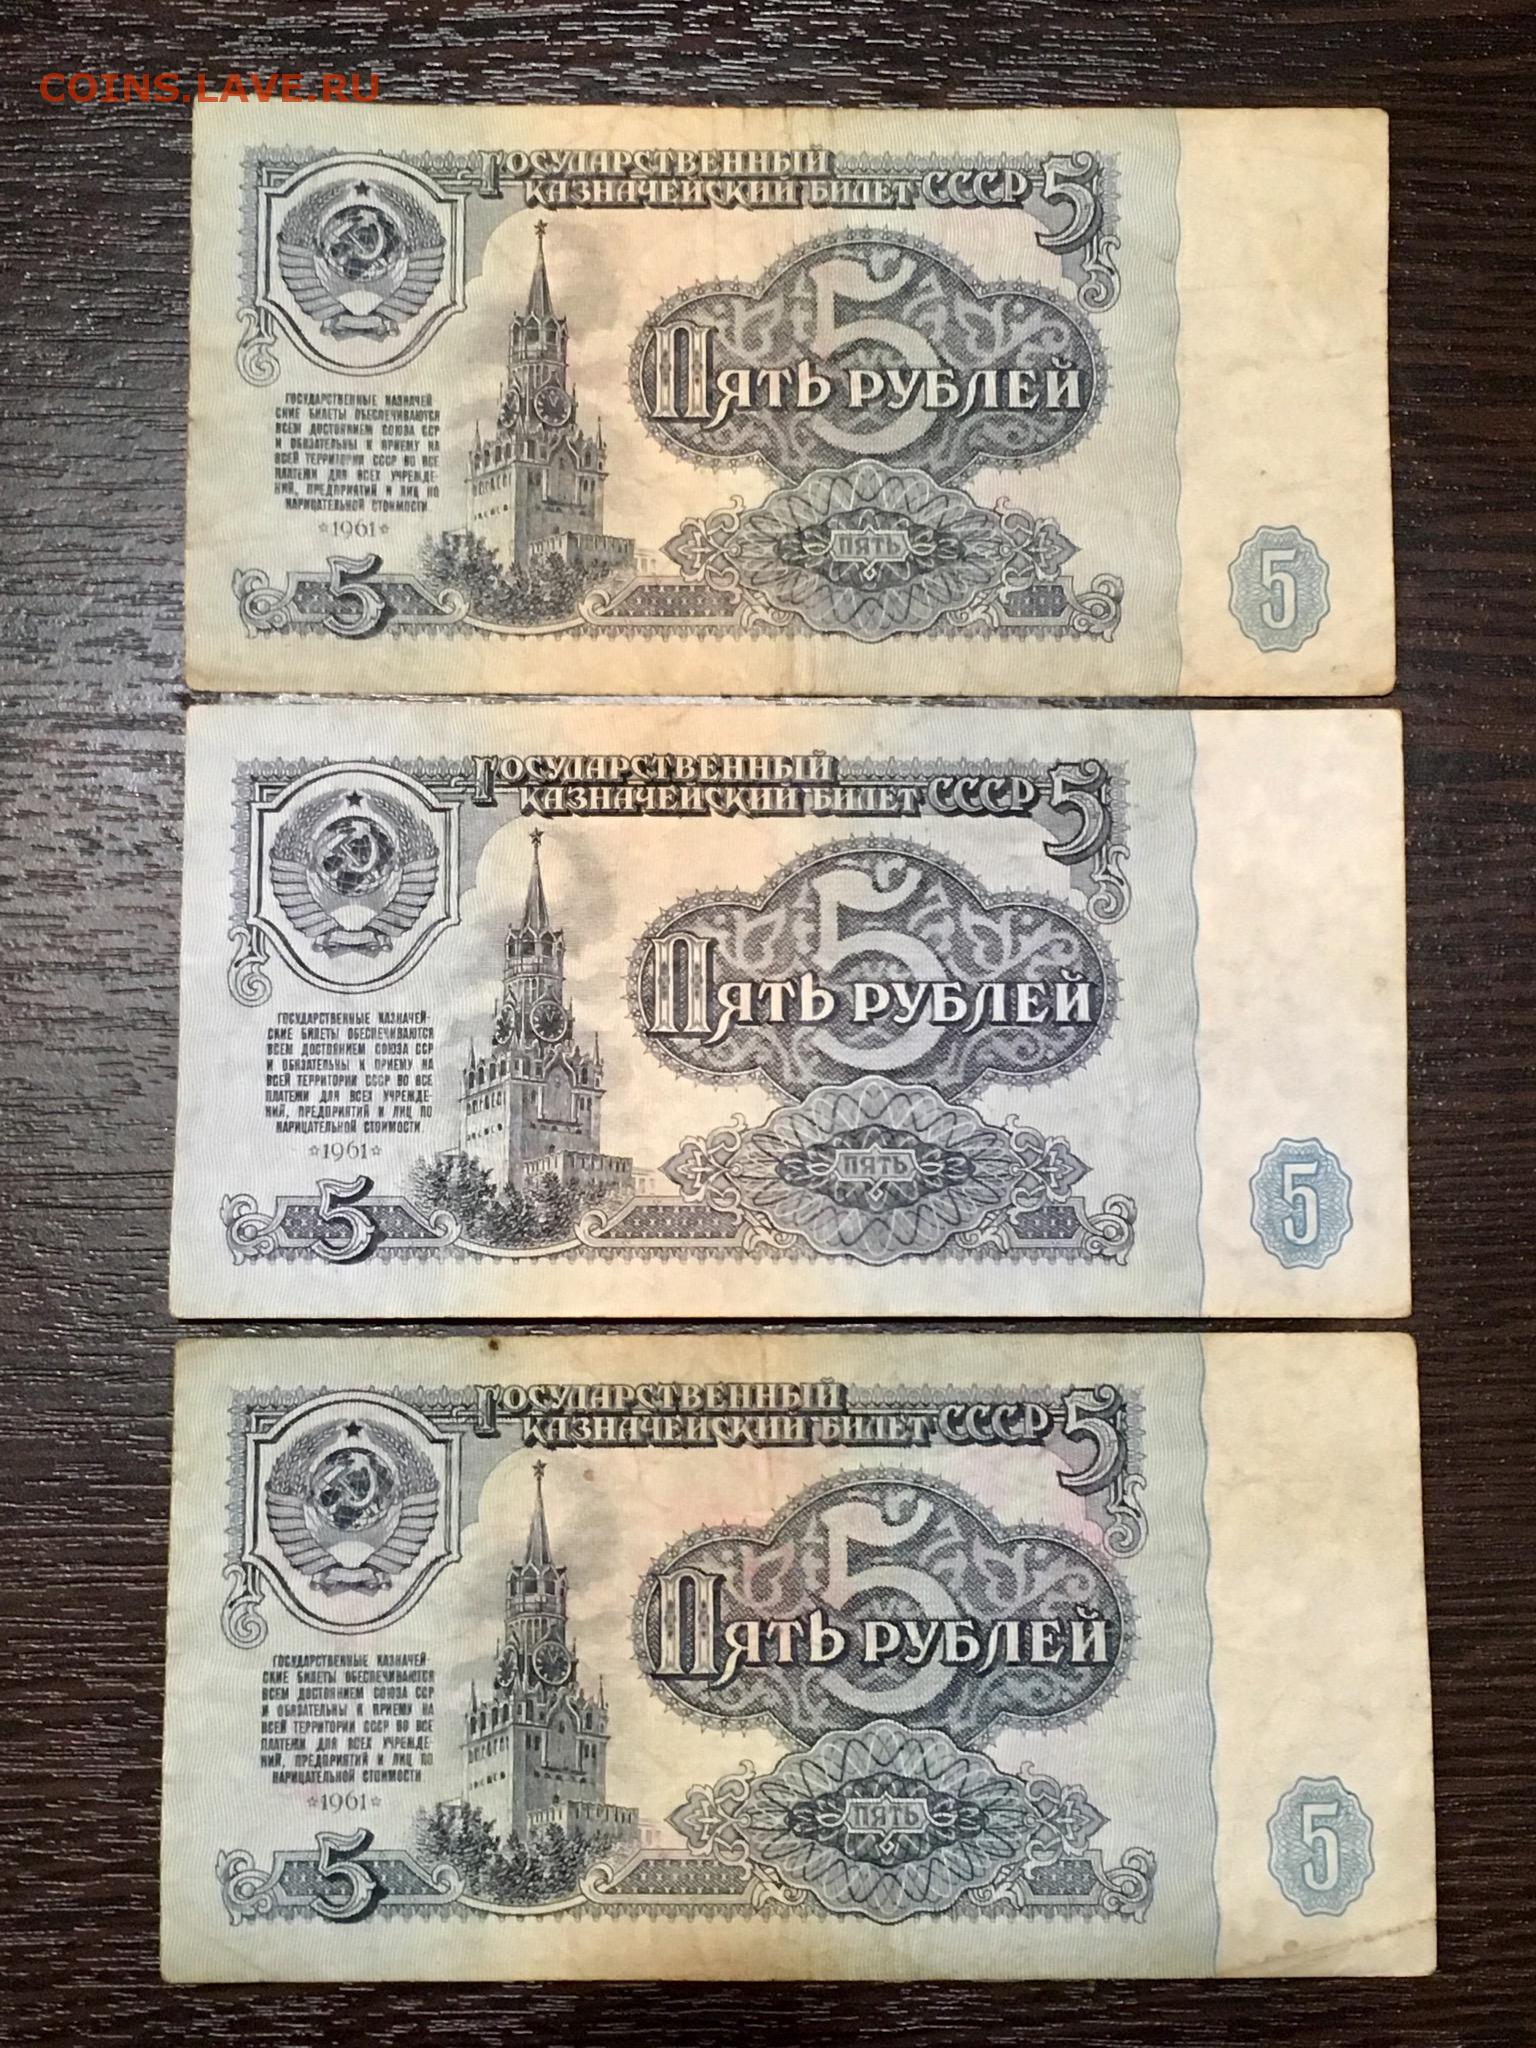 COINS.LAVE.RU
Государственный
казначейский билет СССР 5
5
Пять рублей
Государственные казначей
ские билеты обеспечиваются
всем достоянием Союза ССР
и обязательны к приему на
всей территории СССР во все
платежи для всех учрежде-
ний, предприятий и лиц по
нарицательной стоимости.
1961
ПЯТЬ
5
5
Государственный
казначейский билет СССР 5
5
Пять рублей
Государственные казначей-
ские билеты обеспечиваются
всем достоянием Союза ССР
и обязательны к приему на
всей территории СССР во все
платежи для всех учрежде-
ний, предприятий и лиц по
нарицательной стоимости.
1961
ПЯТЬ
5
5
Государственный
казначейский билет СССР 5
5
Пять рублей
Государственные казначей-
ские билеты обеспечиваются
всем достоянием Союза ССР
и обязательны к приему на
всей территории СССР во все
платежи для всех учрежде-
ний, предприятий и лиц по
нарицательной стоимости
1961
ПЯТЬ
5
5